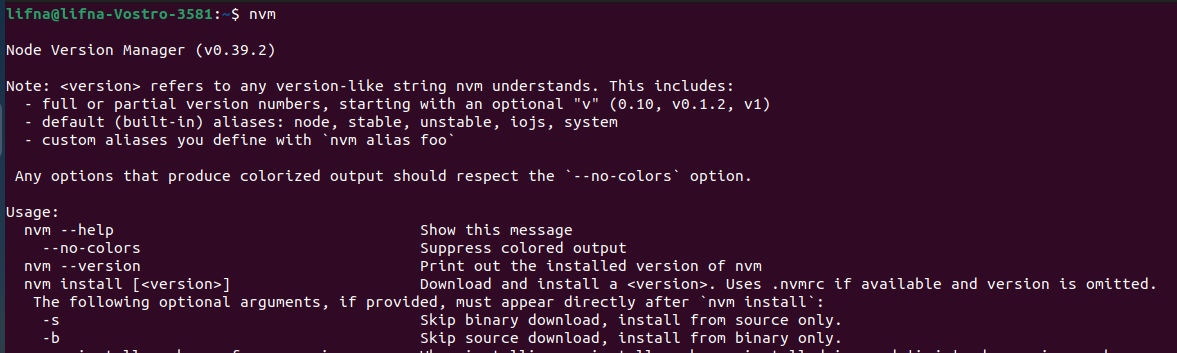 lifna@lifna-Vostro-3581:~$ nvm
Node Version Manager (v0.39.2)
Note: <version> refers to any version-like string nvm understands. This includes:
- full or partial version numbers, starting with an optional "v" (0.10, v0.1.2, v1)
- default (built-in) aliases: node, stable, unstable, iojs, system
- custom aliases you define with `nvm alias foo`
Any options that produce colorized output should respect the `--no-colors` option.
Usage:
nvm --help Show this message
--no-colors Suppress colored output
nvm --version Print out the installed version of nvm
nvm install [<version>] Download and install a <version>. Uses .nvmrc if available and version is omitted.
The following optional arguments, if provided, must appear directly after `nvm install`:
-s Skip binary download, install from source only.
-b Skip source download, install from binary only.